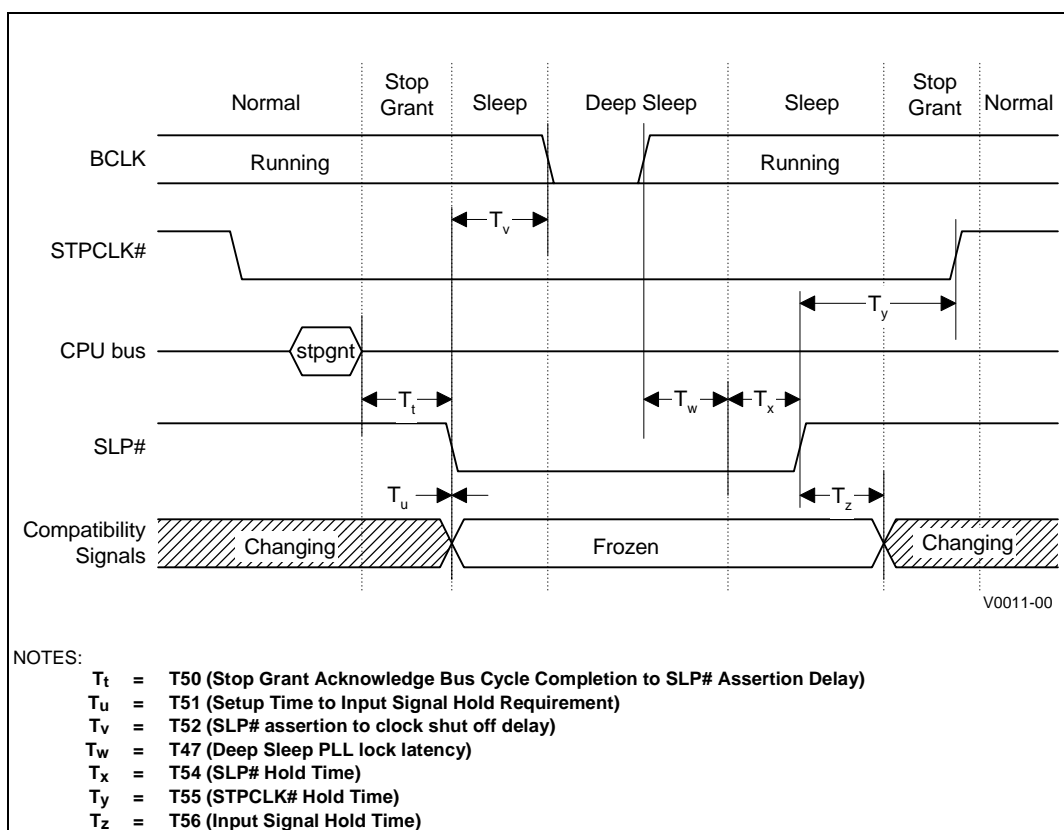 Normal Stop Grant Sleep Deep Sleep Sleep Stop Grant Normal
BCLK Running Running
Tv
STPCLK#
Ty
CPU bus stpgnt
Tt Tw Tx
SLP#
Tu Tz
Compatibility Signals Changing Frozen Changing
V0011-00
NOTES:
Tt = T50 (Stop Grant Acknowledge Bus Cycle Completion to SLP# Assertion Delay)
Tu = T51 (Setup Time to Input Signal Hold Requirement)
Tv = T52 (SLP# assertion to clock shut off delay)
Tw = T47 (Deep Sleep PLL lock latency)
Tx = T54 (SLP# Hold Time)
Ty = T55 (STPCLK# Hold Time)
Tz = T56 (Input Signal Hold Time)